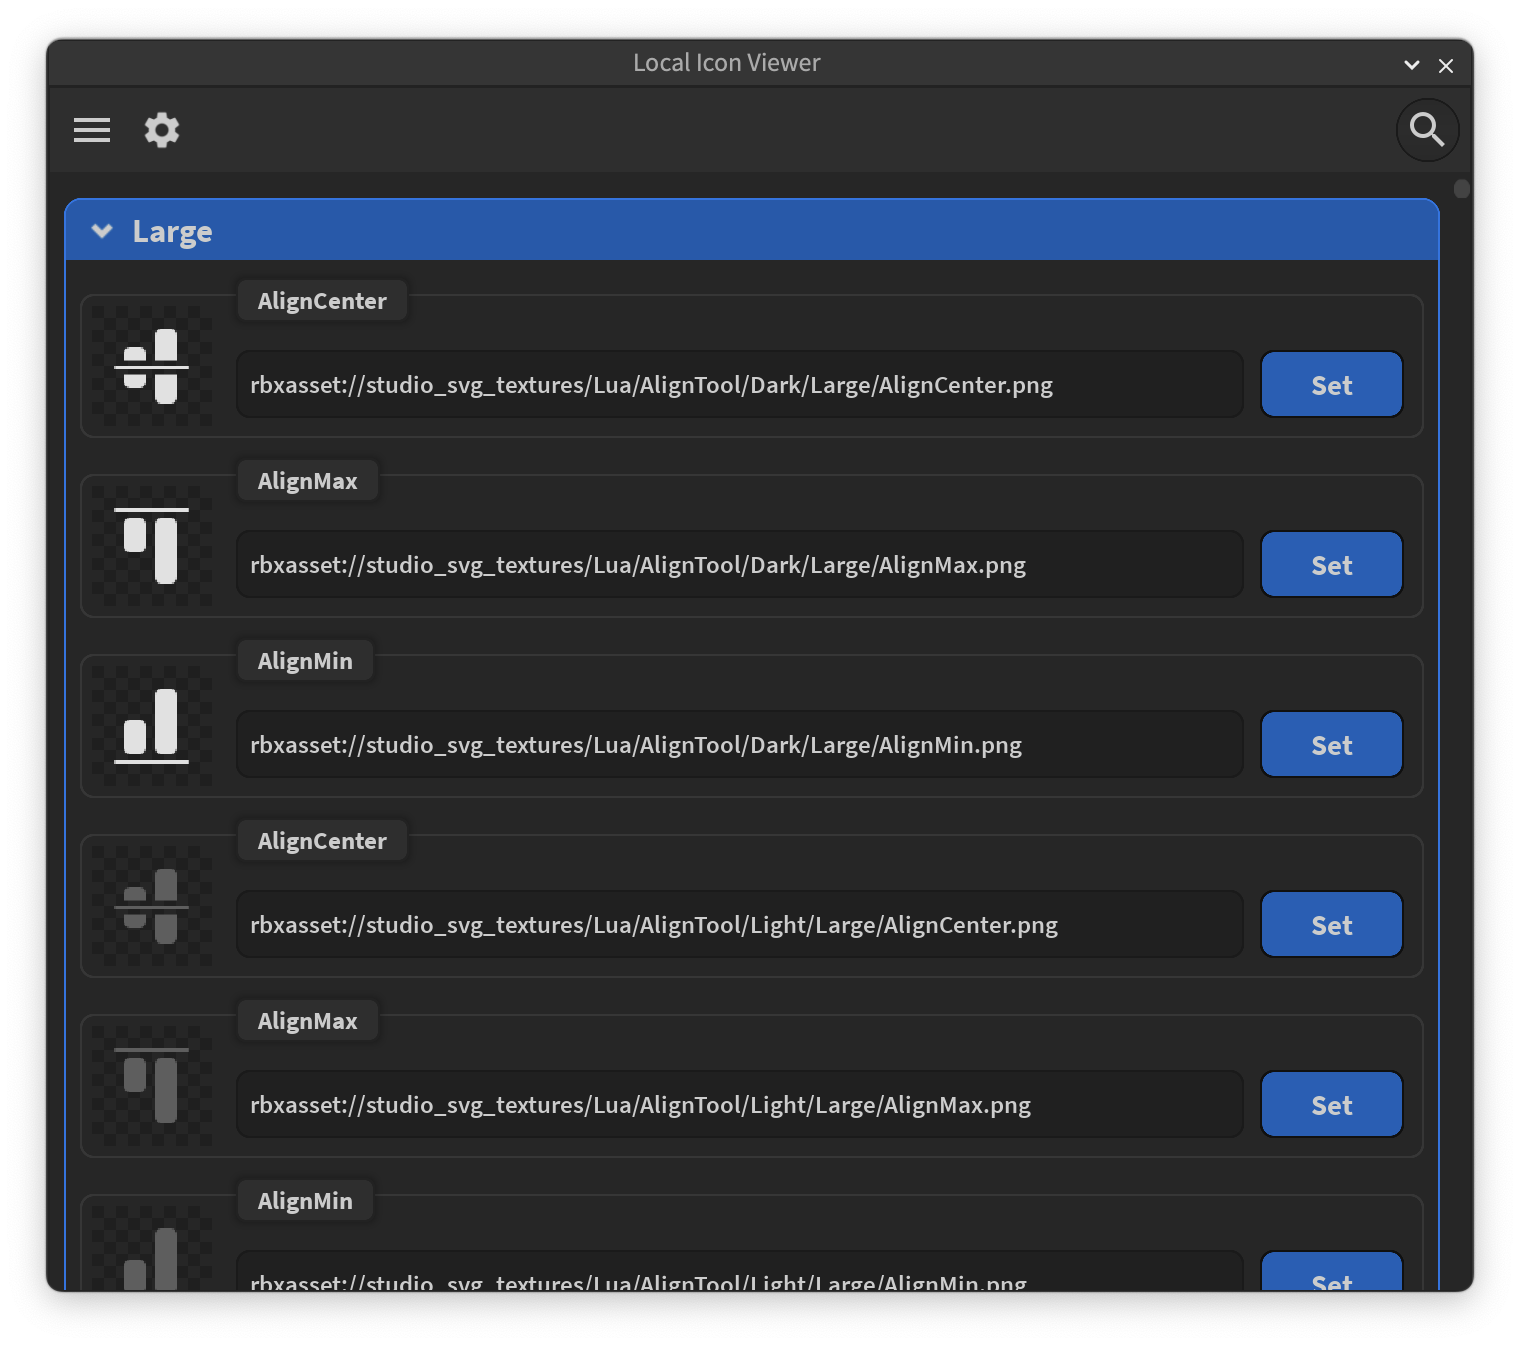 Local Icon Viewer
Large
AlignCenter
rbxasset://studio_svg_textures/Lua/AlignTool/Dark/Large/AlignCenter.png
Set
AlignMax
rbxasset://studio_svg_textures/Lua/AlignTool/Dark/Large/AlignMax.png
Set
AlignMin
rbxasset://studio_svg_textures/Lua/AlignTool/Dark/Large/AlignMin.png
Set
AlignCenter
rbxasset://studio_svg_textures/Lua/AlignTool/Light/Large/AlignCenter.png
Set
AlignMax
rbxasset://studio_svg_textures/Lua/AlignTool/Light/Large/AlignMax.png
Set
AlignMin
rbxasset://studio_svg_textures/Lua/AlignTool/Light/Large/AlignMin.png
Set